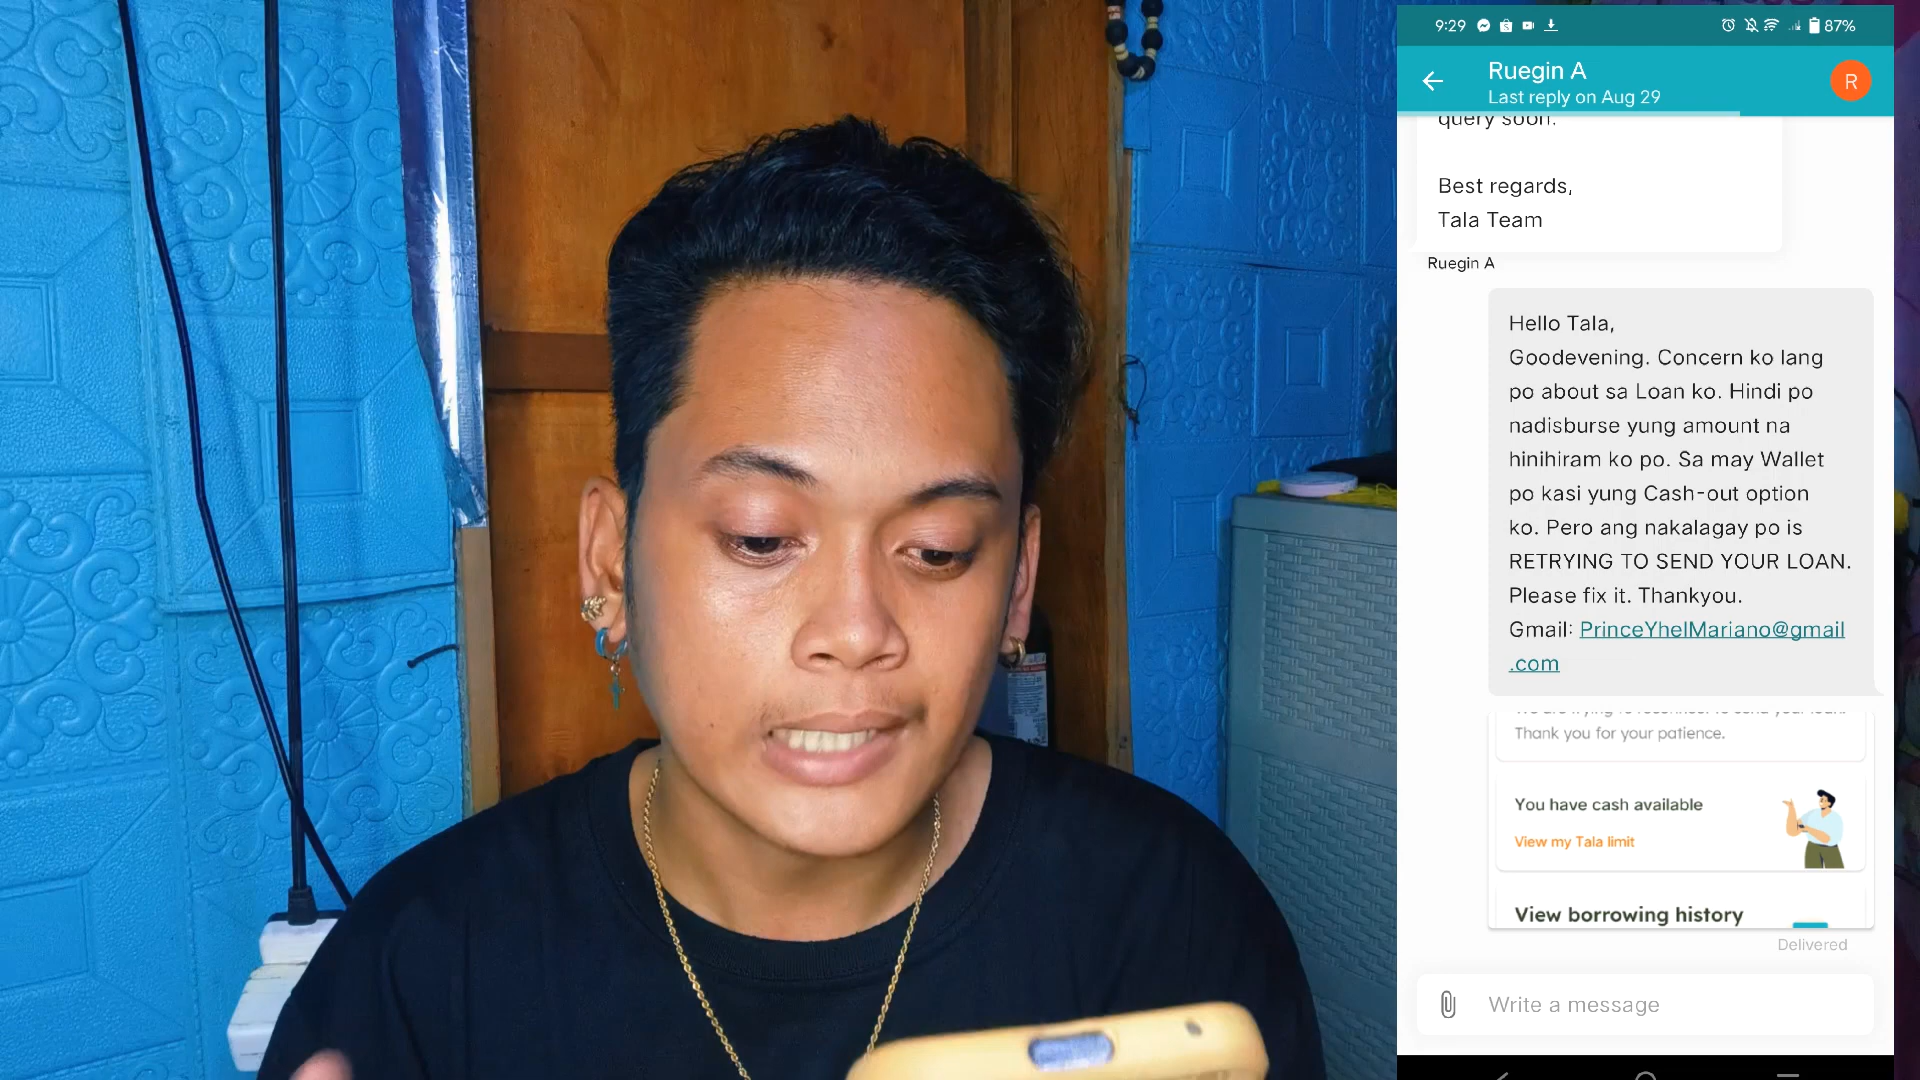 9:29
87%
Ruegin A
R
Last reply on Aug 29
query soon.
Best regards,
Tala Team
Ruegin A
Hello Tala,
Goodevening. Concern ko lang
po about sa Loan ko. Hindi po
nadisburse yung amount na
hinihiram ko po. Sa may Wallet
po kasi yung Cash-out option
ko. Pero ang nakalagay po is
RETRYING TO SEND YOUR LOAN.
Please fix it. Thankyou.
Gmail: PrinceYhelMariano@gmail
.com
Thank you for your patience.
You have cash available
View my Tala limit
View borrowing history
Delivered
Write a message